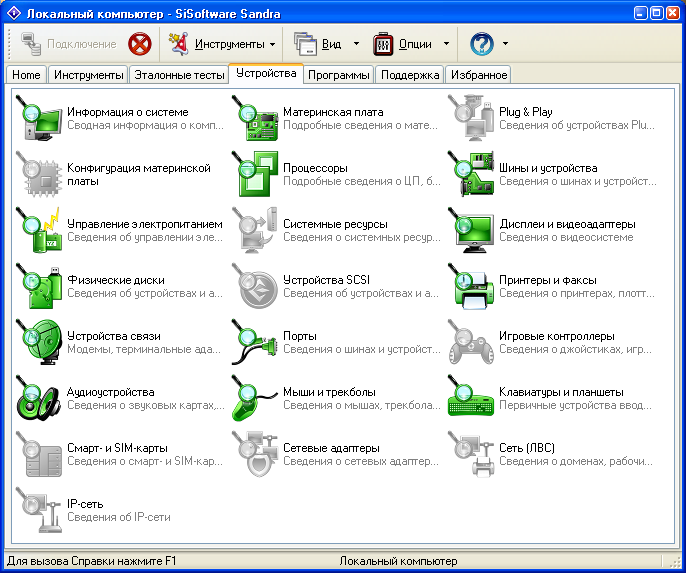 Локальный компьютер - SiSoftware Sandra
Подключение Инструменты Вид Опции
Home Инструменты Эталонные тесты Устройства Программы Поддержка Избранное
Информация о системе
Сводная информация о комп...
Материнская плата
Подробные сведения о мате...
Plug & Play
Сведения об устройствах Plu...
Конфигурация материнской
платы
Процессоры
Подробные сведения о ЦП, б...
Шины и устройства
Сведения о шинах и устройст...
Управление электропитанием
Сведения об управлении эле...
Системные ресурсы
Сведения о системных ресур...
Дисплеи и видеоадаптеры
Сведения о видеосистеме
Физические диски
Сведения об устройствах и а...
Устройства SCSI
Сведения об устройствах и а...
Принтеры и факсы
Сведения о принтерах, плотт...
Устройства связи
Модемы, терминальные ада...
Порты
Сведения о шинах и устройст...
Игровые контроллеры
Сведения о джойстиках, игр...
Аудиоустройства
Сведения о звуковых картах,...
Мыши и трекболы
Сведения о мышах, трекбола...
Клавиатуры и планшеты
Первичные устройства ввод...
Смарт- и SIM-карты
Сведения о смарт- и SIM-кар...
Сетевые адаптеры
Сведения о сетевых адаптер...
Сеть (ЛВС)
Сведения о доменах, рабочи...
IP-сеть
Сведения об IP-сети
Для вызова Справки нажмите F1 Локальный компьютер